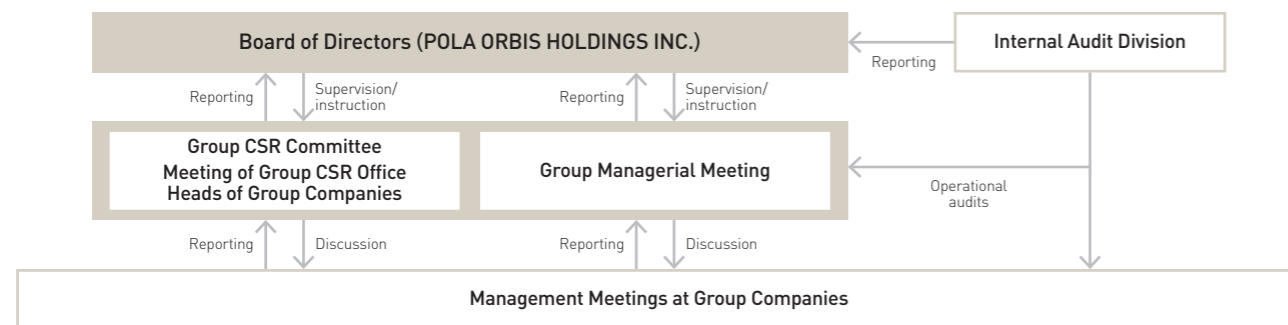 Board of Directors (POLA ORBIS HOLDINGS INC.)
Internal Audit Division
Reporting
Reporting
Supervision/
instruction
Reporting
Supervision/
instruction
Group CSR Committee
Meeting of Group CSR Office
Heads of Group Companies
Group Managerial Meeting
Operational
audits
Reporting
Discussion
Reporting
Discussion
Management Meetings at Group Companies